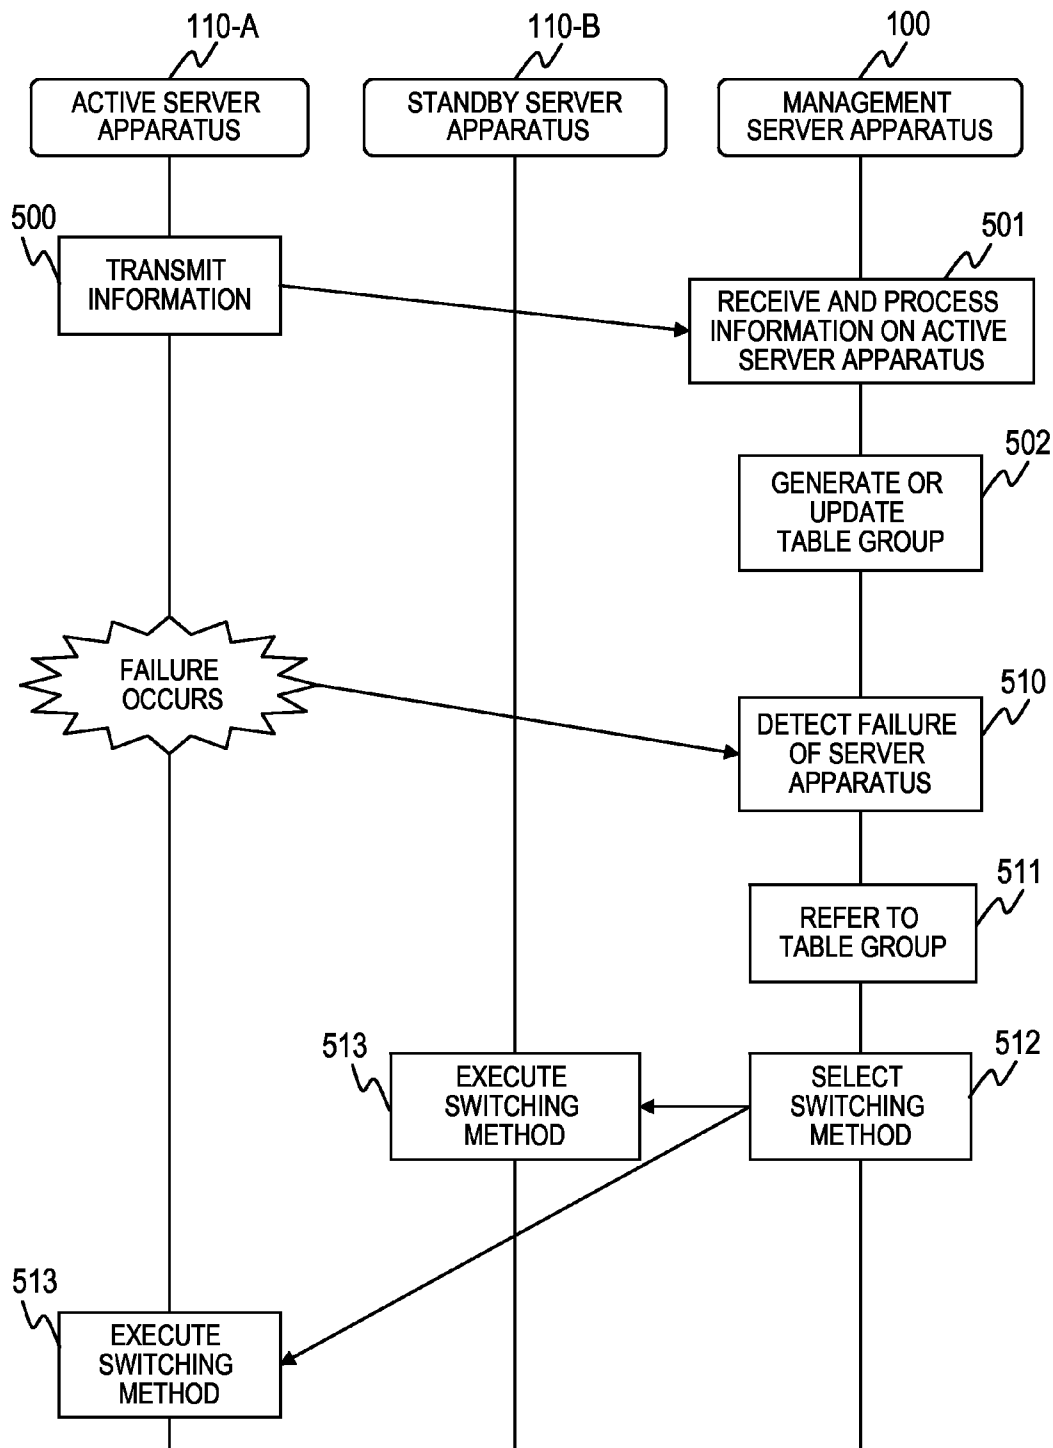 110-A
110-B
100
ACTIVE SERVER
APPARATUS
STANDBY SERVER
APPARATUS
MANAGEMENT
SERVER APPARATUS
500
TRANSMIT
INFORMATION
501
RECEIVE AND PROCESS
INFORMATION ON ACTIVE
SERVER APPARATUS
502
GENERATE OR
UPDATE
TABLE GROUP
FAILURE
OCCURS
510
DETECT FAILURE
OF SERVER
APPARATUS
511
REFER TO
TABLE GROUP
513
EXECUTE
SWITCHING
METHOD
512
SELECT
SWITCHING
METHOD
513
EXECUTE
SWITCHING
METHOD